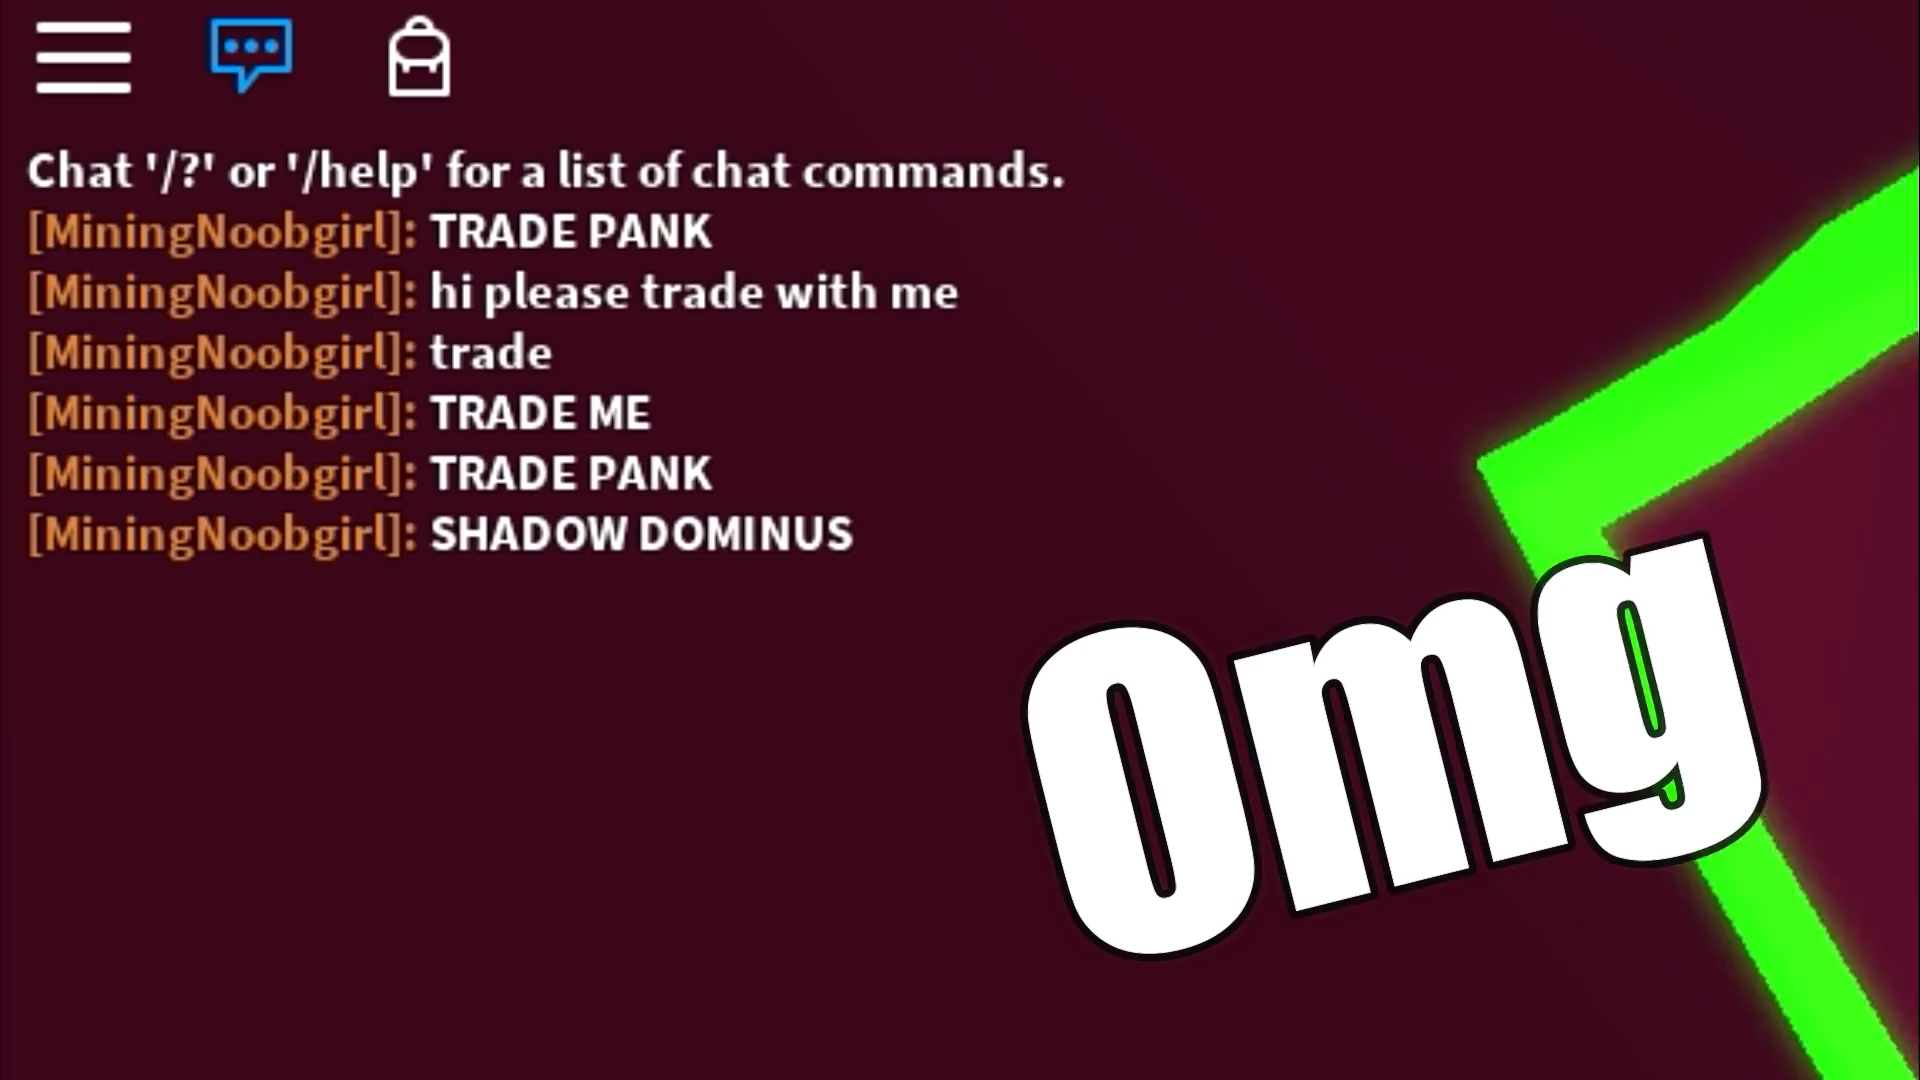 Chat '/?' or '/help' for a list of chat commands.
[MiningNoobgirl]: TRADE PANK
[MiningNoobgirl]: hi please trade with me
[MiningNoobgirl]: trade
[MiningNoobgirl]: TRADE ME
[MiningNoobgirl]: TRADE PANK
[MiningNoobgirl]: SHADOW DOMINUS
Omg